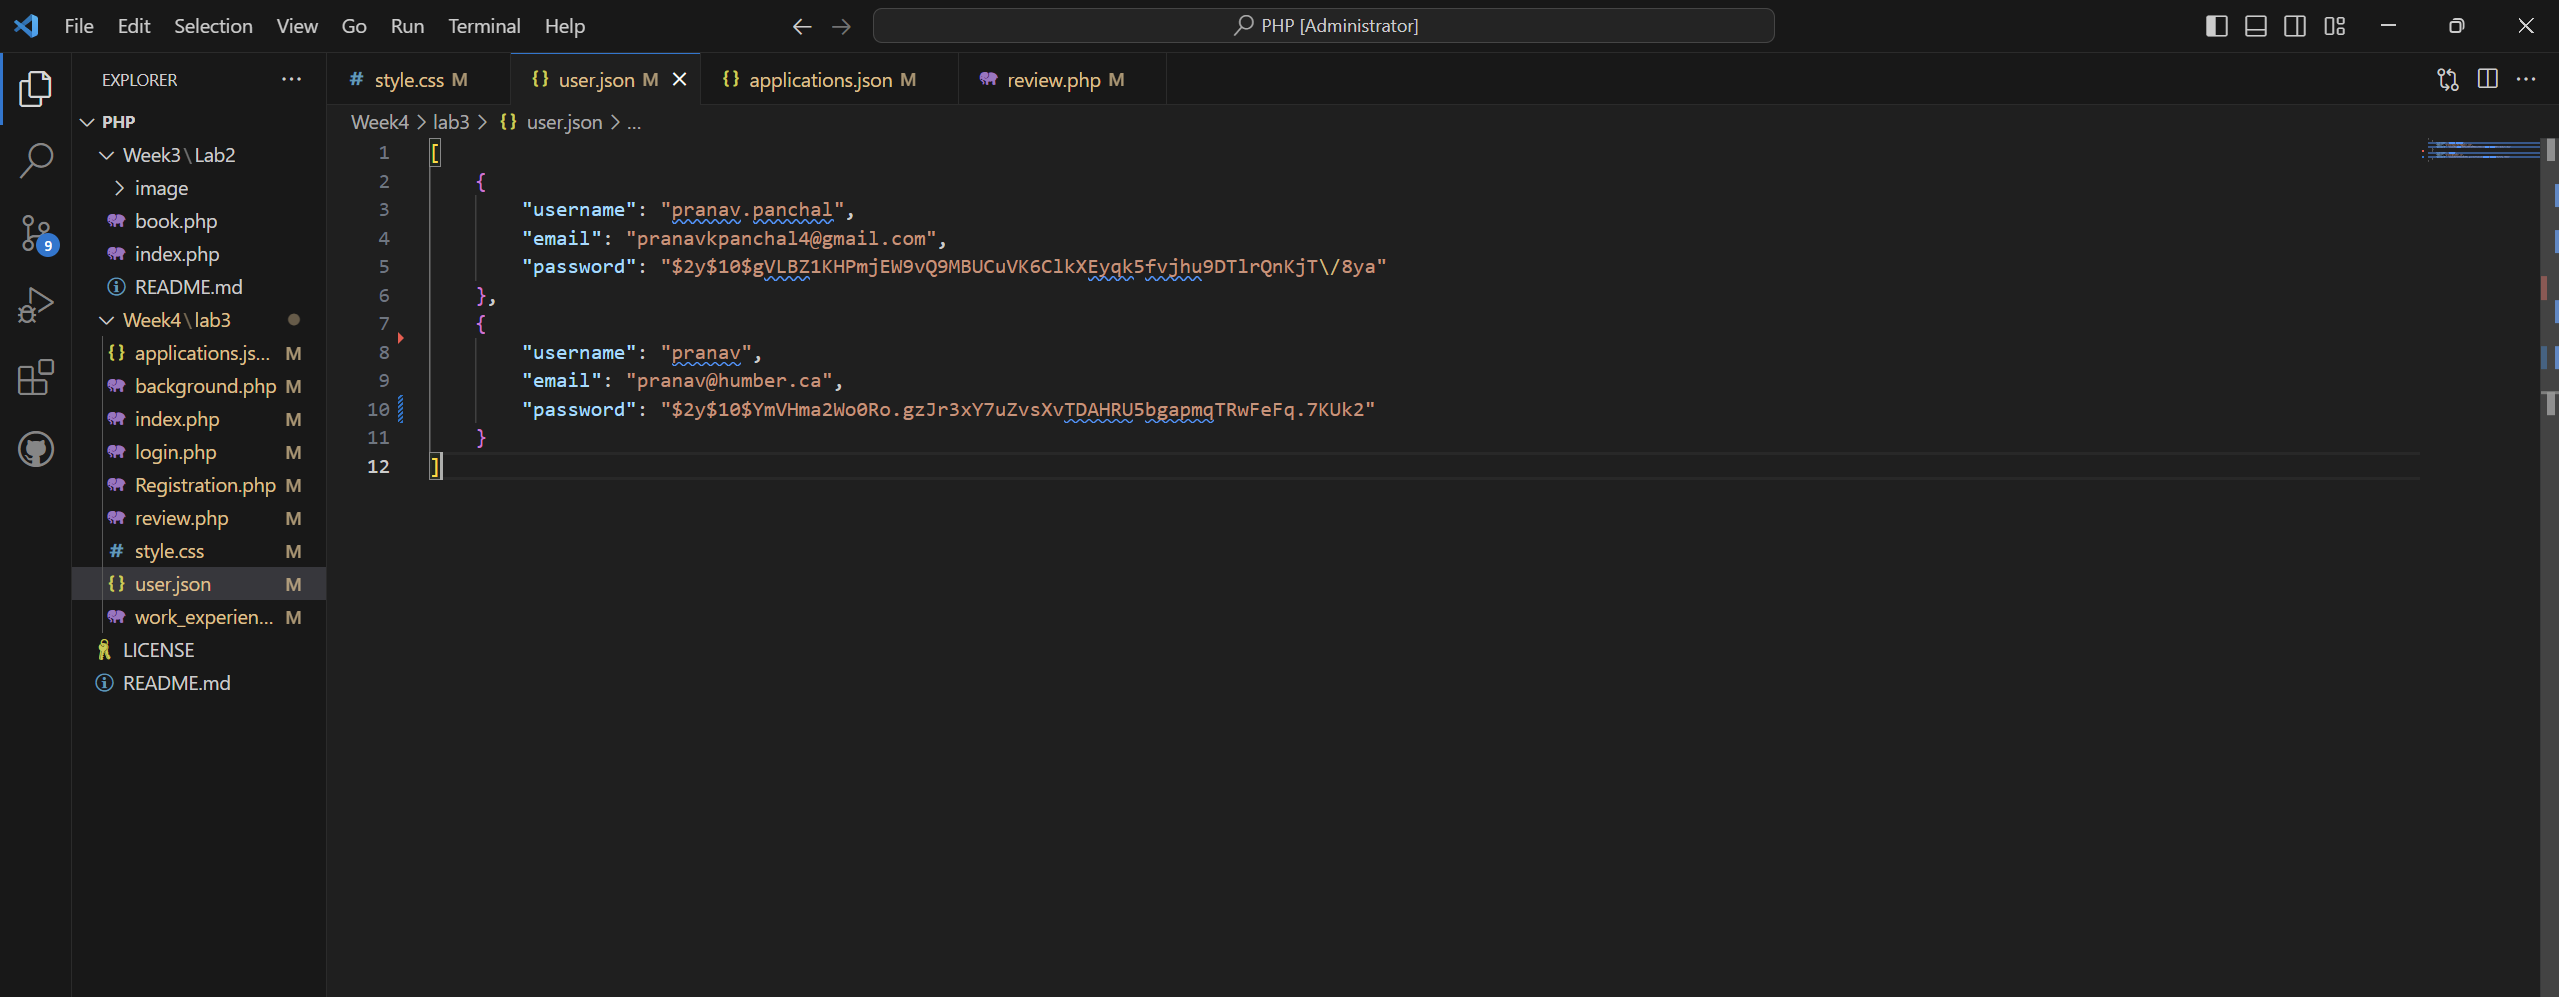 File Edit Selection View Go Run Terminal Help
PHP [Administrator]
EXPLORER
PHP
Week3\Lab2
image
book.php
index.php
README.md
Week4\lab3
applications.js... M
background.php M
index.php M
login.php M
Registration.php M
review.php M
style.css M
user.json M
work_experien... M
LICENSE
README.md
9
style.css M
user.json M
applications.json M
review.php M
Week4 > lab3 > {} user.json > ...
1 [
2 {
3 "username": "pranav.panchal",
4 "email": "pranavkpanchal4@gmail.com",
5 "password": "$2y$10$gVLBZ1KHPmjEW9vQ9MBUCuVK6ClkXEyqk5fvjhu9DTlrQnKjT\/8ya"
6 },
7 {
8 "username": "pranav",
9 "email": "pranav@humber.ca",
10 "password": "$2y$10$YmVHma2Wo0Ro.gzJr3xY7uZvsXvTDAHRU5bgapmqTRwFeFq.7KUk2"
11 }
12 ]